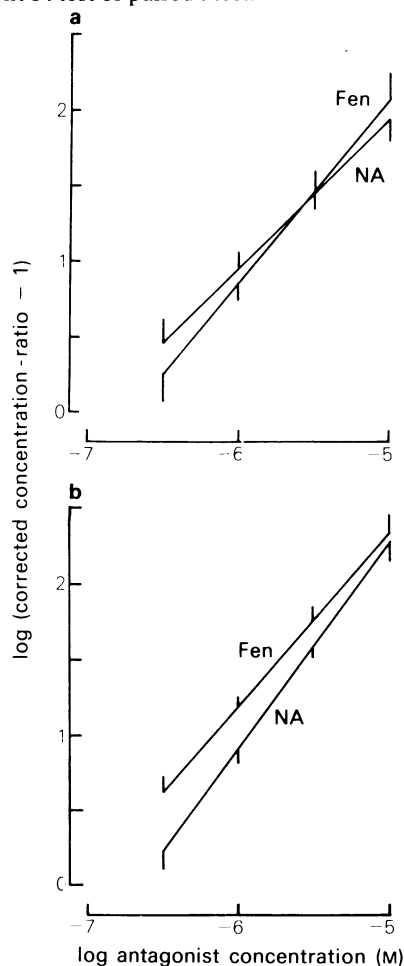 a
2
Fen
NA
1
0
-7
-6
-5
b
2
Fen
NA
1
-7
-6
-5
log (corrected concentration-ratio - 1)
log antagonist concentration (M)